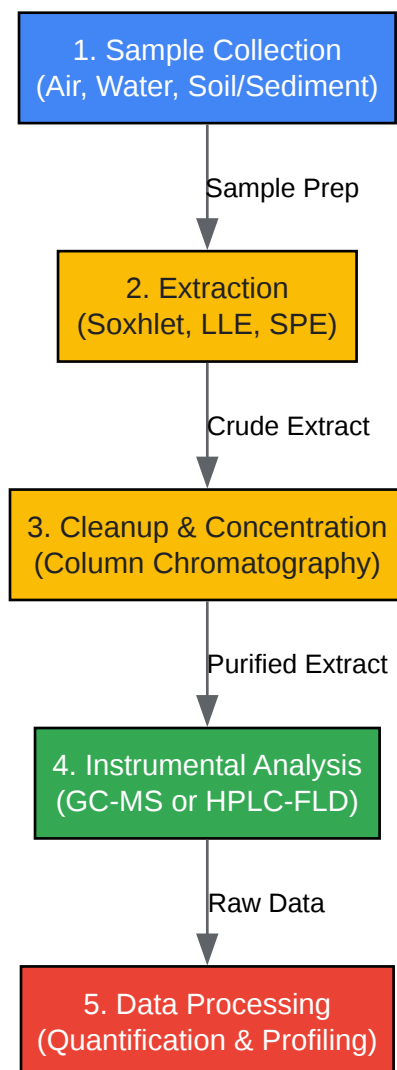 1. Sample Collection
(Air, Water, Soil/Sediment)
Sample Prep
2. Extraction
(Soxhlet, LLE, SPE)
Crude Extract
3. Cleanup & Concentration
(Column Chromatography)
Purified Extract
4. Instrumental Analysis
(GC-MS or HPLC-FLD)
Raw Data
5. Data Processing
(Quantification & Profiling)